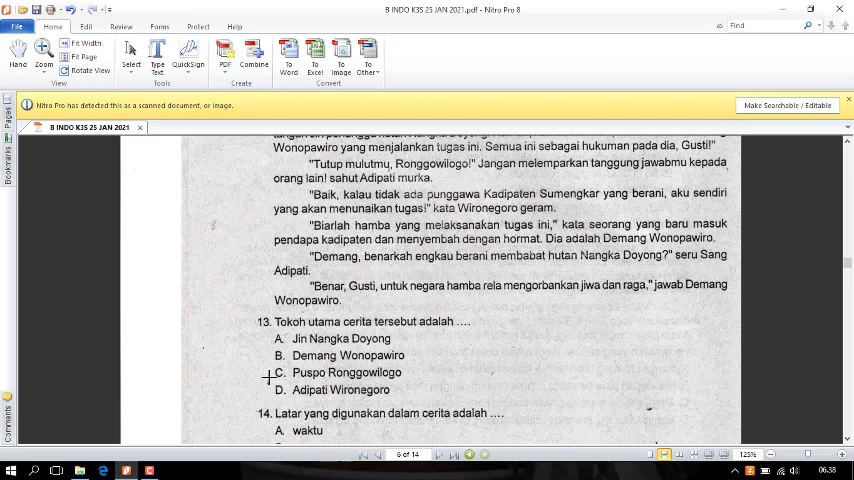 B INDO K3S 25 JAN 2021.pdf - Nitro Pro 8
File Home Edit Review Forms Protect Help
Find
Hand
Zoom
Fit Width
Fit Page
Rotate View
View
Select
Type Text
QuickSign
Tools
PDF
Combine
Create
To Word
To Excel
To Image
To Other
Convert
Nitro Pro has detected this as a scanned document, or image.
Make Searchable / Editable
Pages
Bookmarks
Comments
B INDO K3S 25 JAN 2021
Wonopawiro yang menjalankan tugas ini. Semua ini sebagai hukuman pada dia, Gusti!"
"Tutup mulutmu, Ronggowilogo!" Jangan melemparkan tanggung jawabmu kepada
orang lain! sahut Adipati murka.
"Baik, kalau tidak ada punggawa Kadipaten Sumengkar yang berani, aku sendiri
yang akan menunaikan tugas!" kata Wironegoro geram.
"Biarlah hamba yang melaksanakan tugas ini," kata seorang yang baru masuk
pendapa kadipaten dan menyembah dengan hormat. Dia adalah Demang Wonopawiro.
"Demang, benarkah engkau berani membabat hutan Nangka Doyong?" seru Sang
Adipati.
"Benar, Gusti, untuk negara hamba rela mengorbankan jiwa dan raga," jawab Demang
Wonopawiro.
13. Tokoh utama cerita tersebut adalah ....
A. Jin Nangka Doyong
B. Demang Wonopawiro
C. Puspo Ronggowilogo
D. Adipati Wironegoro
14. Latar yang digunakan dalam cerita adalah ....
A. waktu
6 of 14
125%
06.38